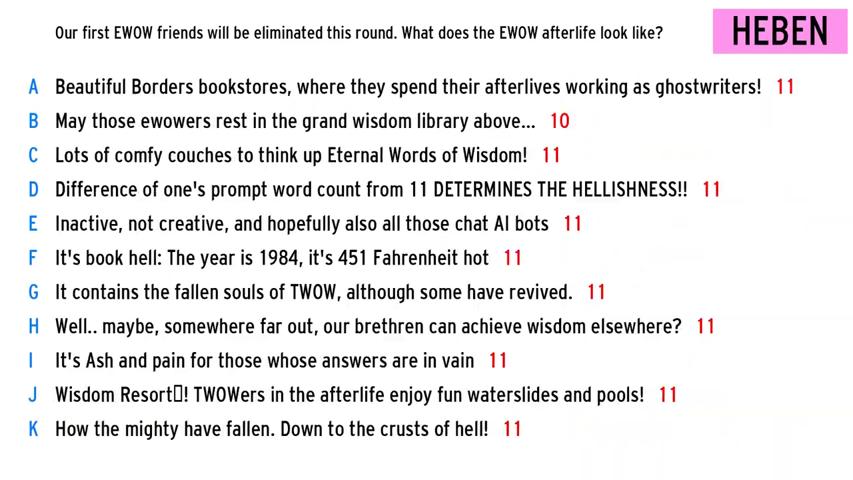 Our first EWOW friends will be eliminated this round. What does the EWOW afterlife look like?
HEBEN
A Beautiful Borders bookstores, where they spend their afterlives working as ghostwriters! 11
B May those ewowers rest in the grand wisdom library above... 10
C Lots of comfy couches to think up Eternal Words of Wisdom! 11
D Difference of one's prompt word count from 11 DETERMINES THE HELLISHNESS!! 11
E Inactive, not creative, and hopefully also all those chat AI bots 11
F It's book hell: The year is 1984, it's 451 Fahrenheit hot 11
G It contains the fallen souls of TWOW, although some have revived. 11
H Well.. maybe, somewhere far out, our brethren can achieve wisdom elsewhere? 11
I It's Ash and pain for those whose answers are in vain 11
J Wisdom Resort▯! TWOWers in the afterlife enjoy fun waterslides and pools! 11
K How the mighty have fallen. Down to the crusts of hell! 11